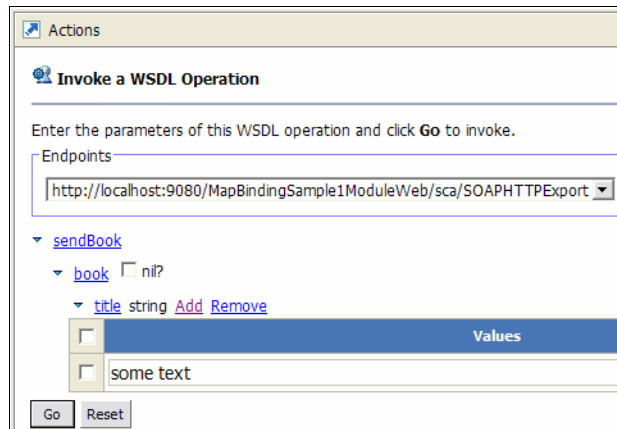 Actions
Invoke a WSDL Operation
Enter the parameters of this WSDL operation and click Go to invoke.
Endpoints
http://localhost:9080/MapBindingSample1ModuleWeb/sca/SOAPHTTPExport
sendBook
book nil?
title string Add Remove
Values
some text
Go Reset